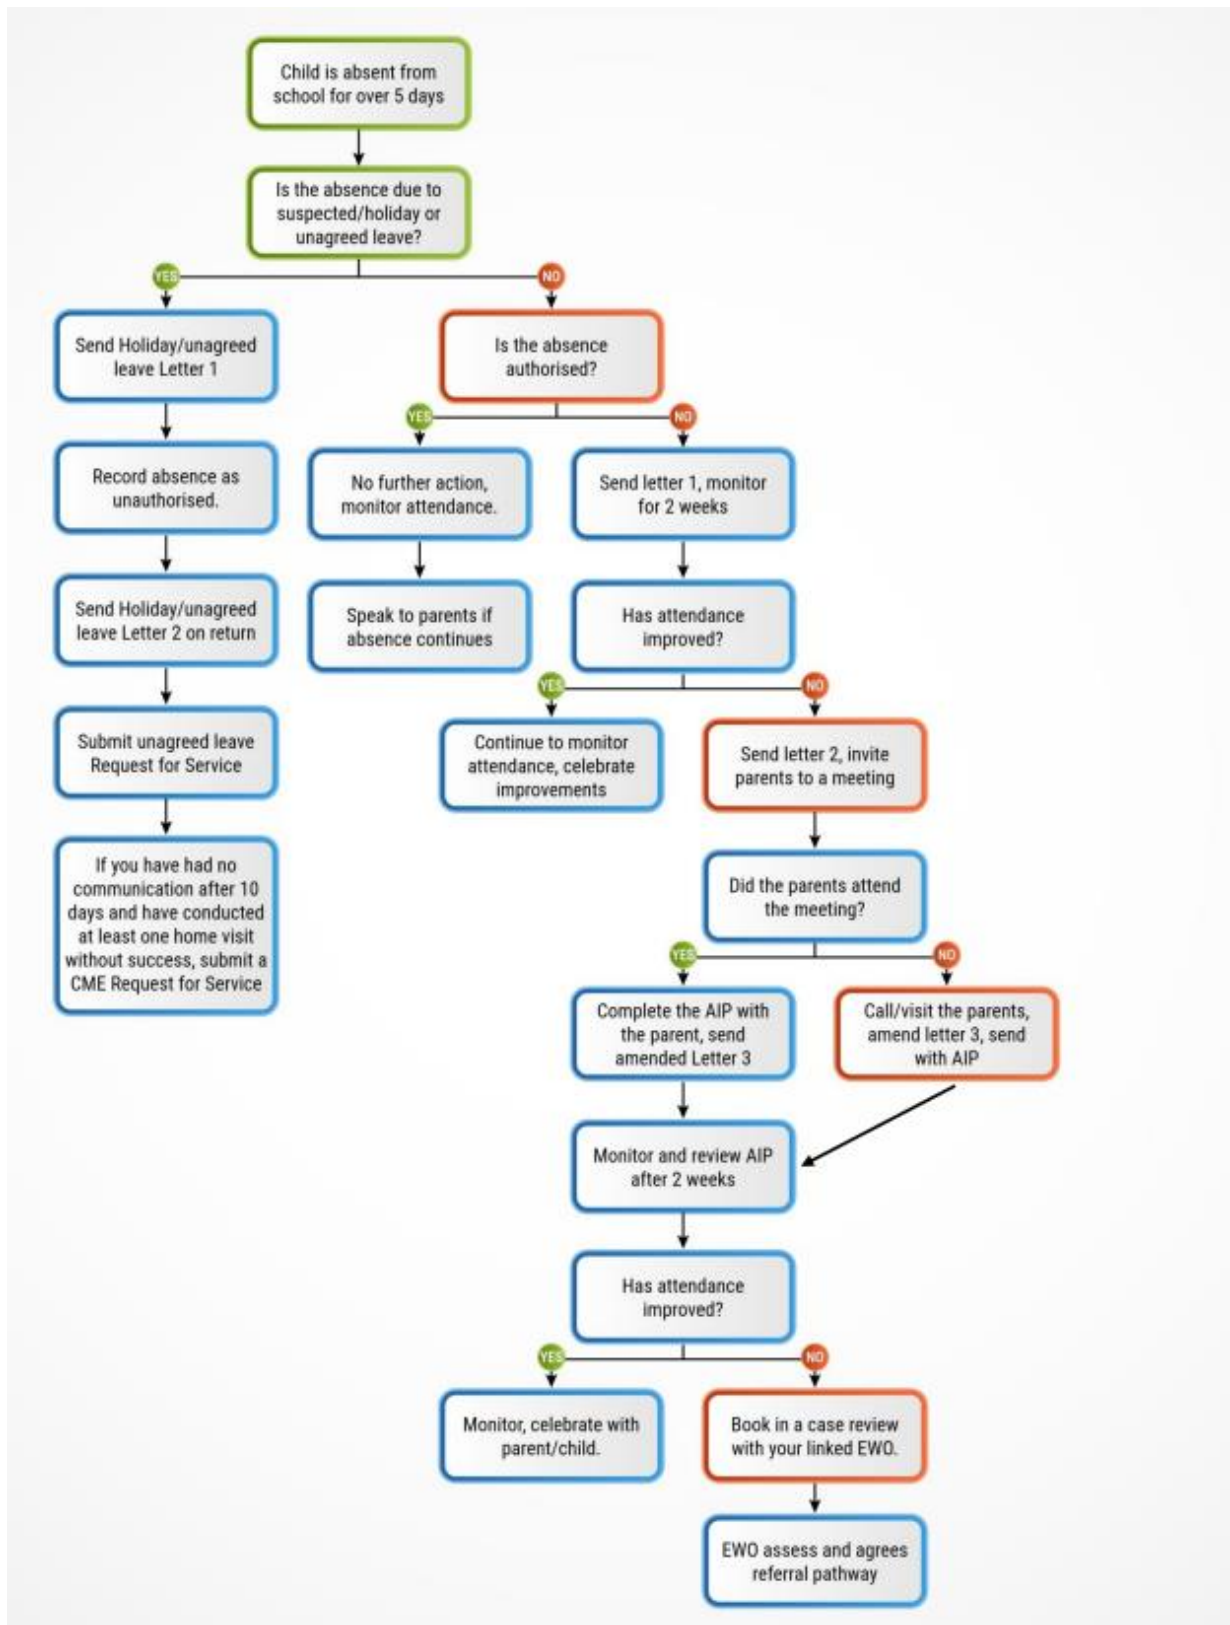 Child is absent from
school for over 5 days
Is the absence due to
suspected/holiday or
unagreed leave?
YES
NO
Send Holiday/unagreed
leave Letter 1
Is the absence
authorised?
YES
NO
Record absence as
unauthorised.
No further action,
monitor attendance.
Send letter 1, monitor
for 2 weeks
Send Holiday/unagreed
leave Letter 2 on return
Speak to parents if
absence continues
Has attendance
improved?
YES
NO
Submit unagreed leave
Request for Service
Continue to monitor
attendance, celebrate
improvements
Send letter 2, invite
parents to a meeting
If you have had no
communication after 10
days and have conducted
at least one home visit
without success, submit a
CME Request for Service
Did the parents attend
the meeting?
YES
NO
Complete the AIP with
the parent, send
amended Letter 3
Call/visit the parents,
amend letter 3, send
with AIP
Monitor and review AIP
after 2 weeks
Has attendance
improved?
YES
NO
Monitor, celebrate with
parent/child.
Book in a case review
with your linked EWO.
EWO assess and agrees
referral pathway